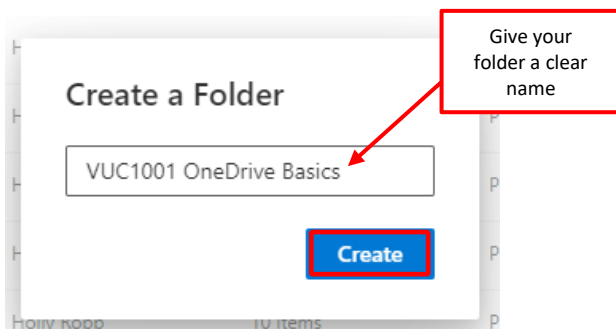 Give your
folder a clear
name
H
Create a Folder
H
P
VUC1001 OneDrive Basics
H
P
Create
H
P
Holly Kopp
10 Items
P